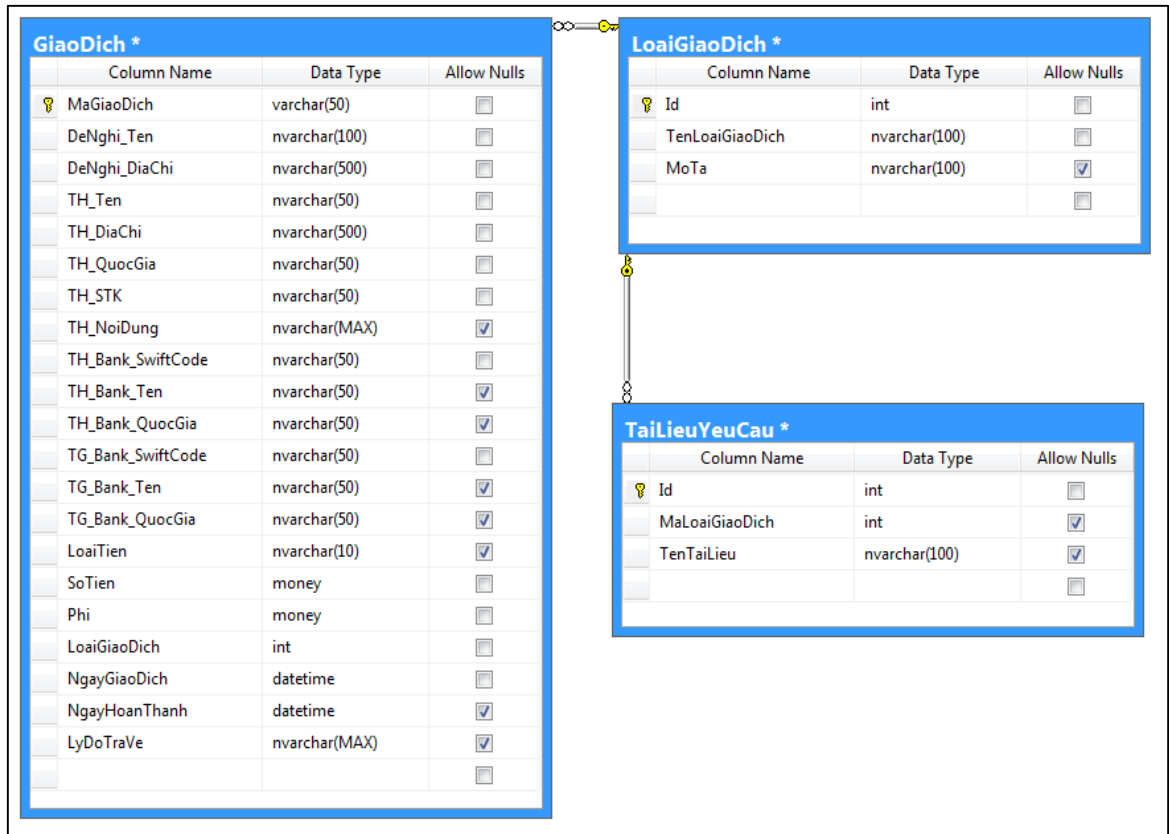 GiaoDich *
Column Name Data Type Allow Nulls
MaGiaoDich varchar(50)
DeNghi_Ten nvarchar(100)
DeNghi_DiaChi nvarchar(500)
TH_Ten nvarchar(50)
TH_DiaChi nvarchar(500)
TH_QuocGia nvarchar(50)
TH_STK nvarchar(50)
TH_NoiDung nvarchar(MAX)
TH_Bank_SwiftCode nvarchar(50)
TH_Bank_Ten nvarchar(50)
TH_Bank_QuocGia nvarchar(50)
TG_Bank_SwiftCode nvarchar(50)
TG_Bank_Ten nvarchar(50)
TG_Bank_QuocGia nvarchar(50)
LoaiTien nvarchar(10)
SoTien money
Phi money
LoaiGiaoDich int
NgayGiaoDich datetime
NgayHoanThanh datetime
LyDoTraVe nvarchar(MAX)
LoaiGiaoDich *
Column Name Data Type Allow Nulls
Id int
TenLoaiGiaoDich nvarchar(100)
MoTa nvarchar(100)
TaiLieuYeuCau *
Column Name Data Type Allow Nulls
Id int
MaLoaiGiaoDich int
TenTaiLieu nvarchar(100)